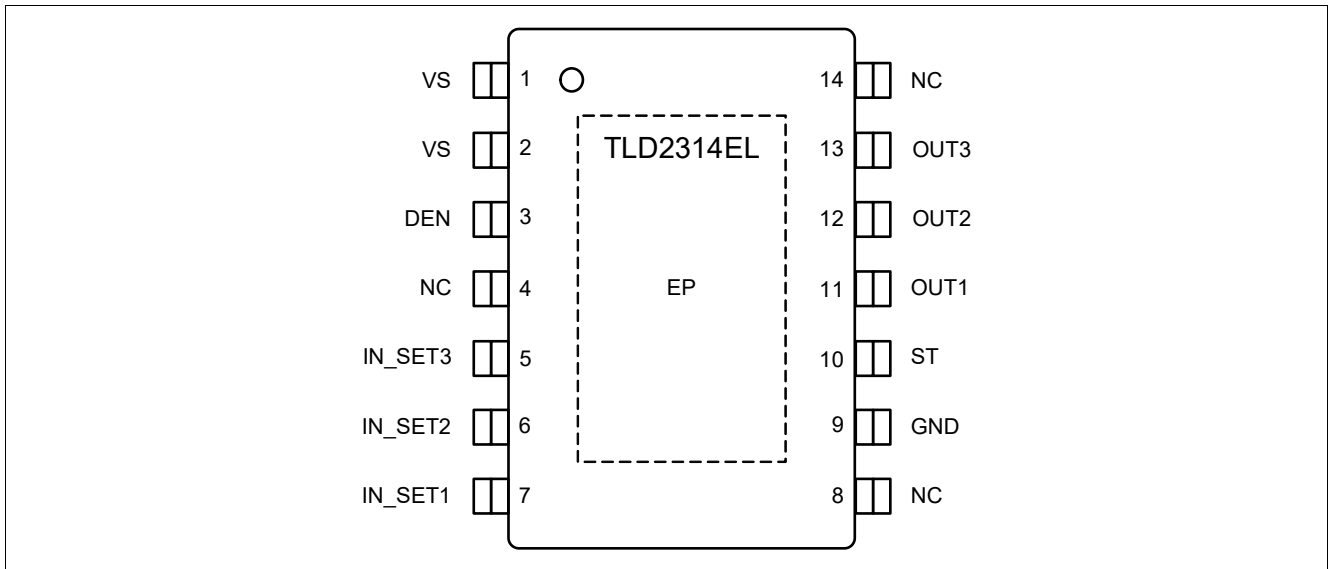 VS 1 14 NC
VS 2 TLD2314EL 13 OUT3
DEN 3 12 OUT2
NC 4 EP 11 OUT1
IN_SET3 5 10 ST
IN_SET2 6 9 GND
IN_SET1 7 8 NC